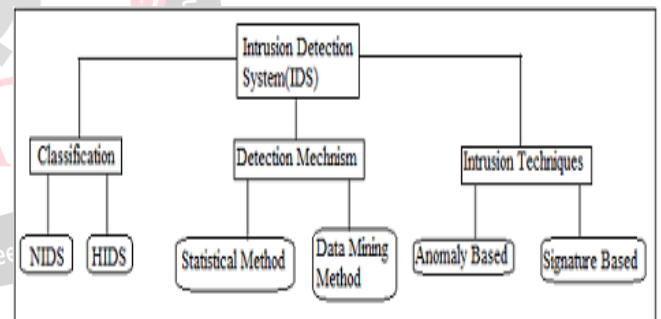 Intrusion Detection
System(IDS)
Classification
Detection Mechnism
Intrusion Techniques
NIDS
HIDS
Statistical Method
Data Mining
Method
Anomaly Based
Signature Based